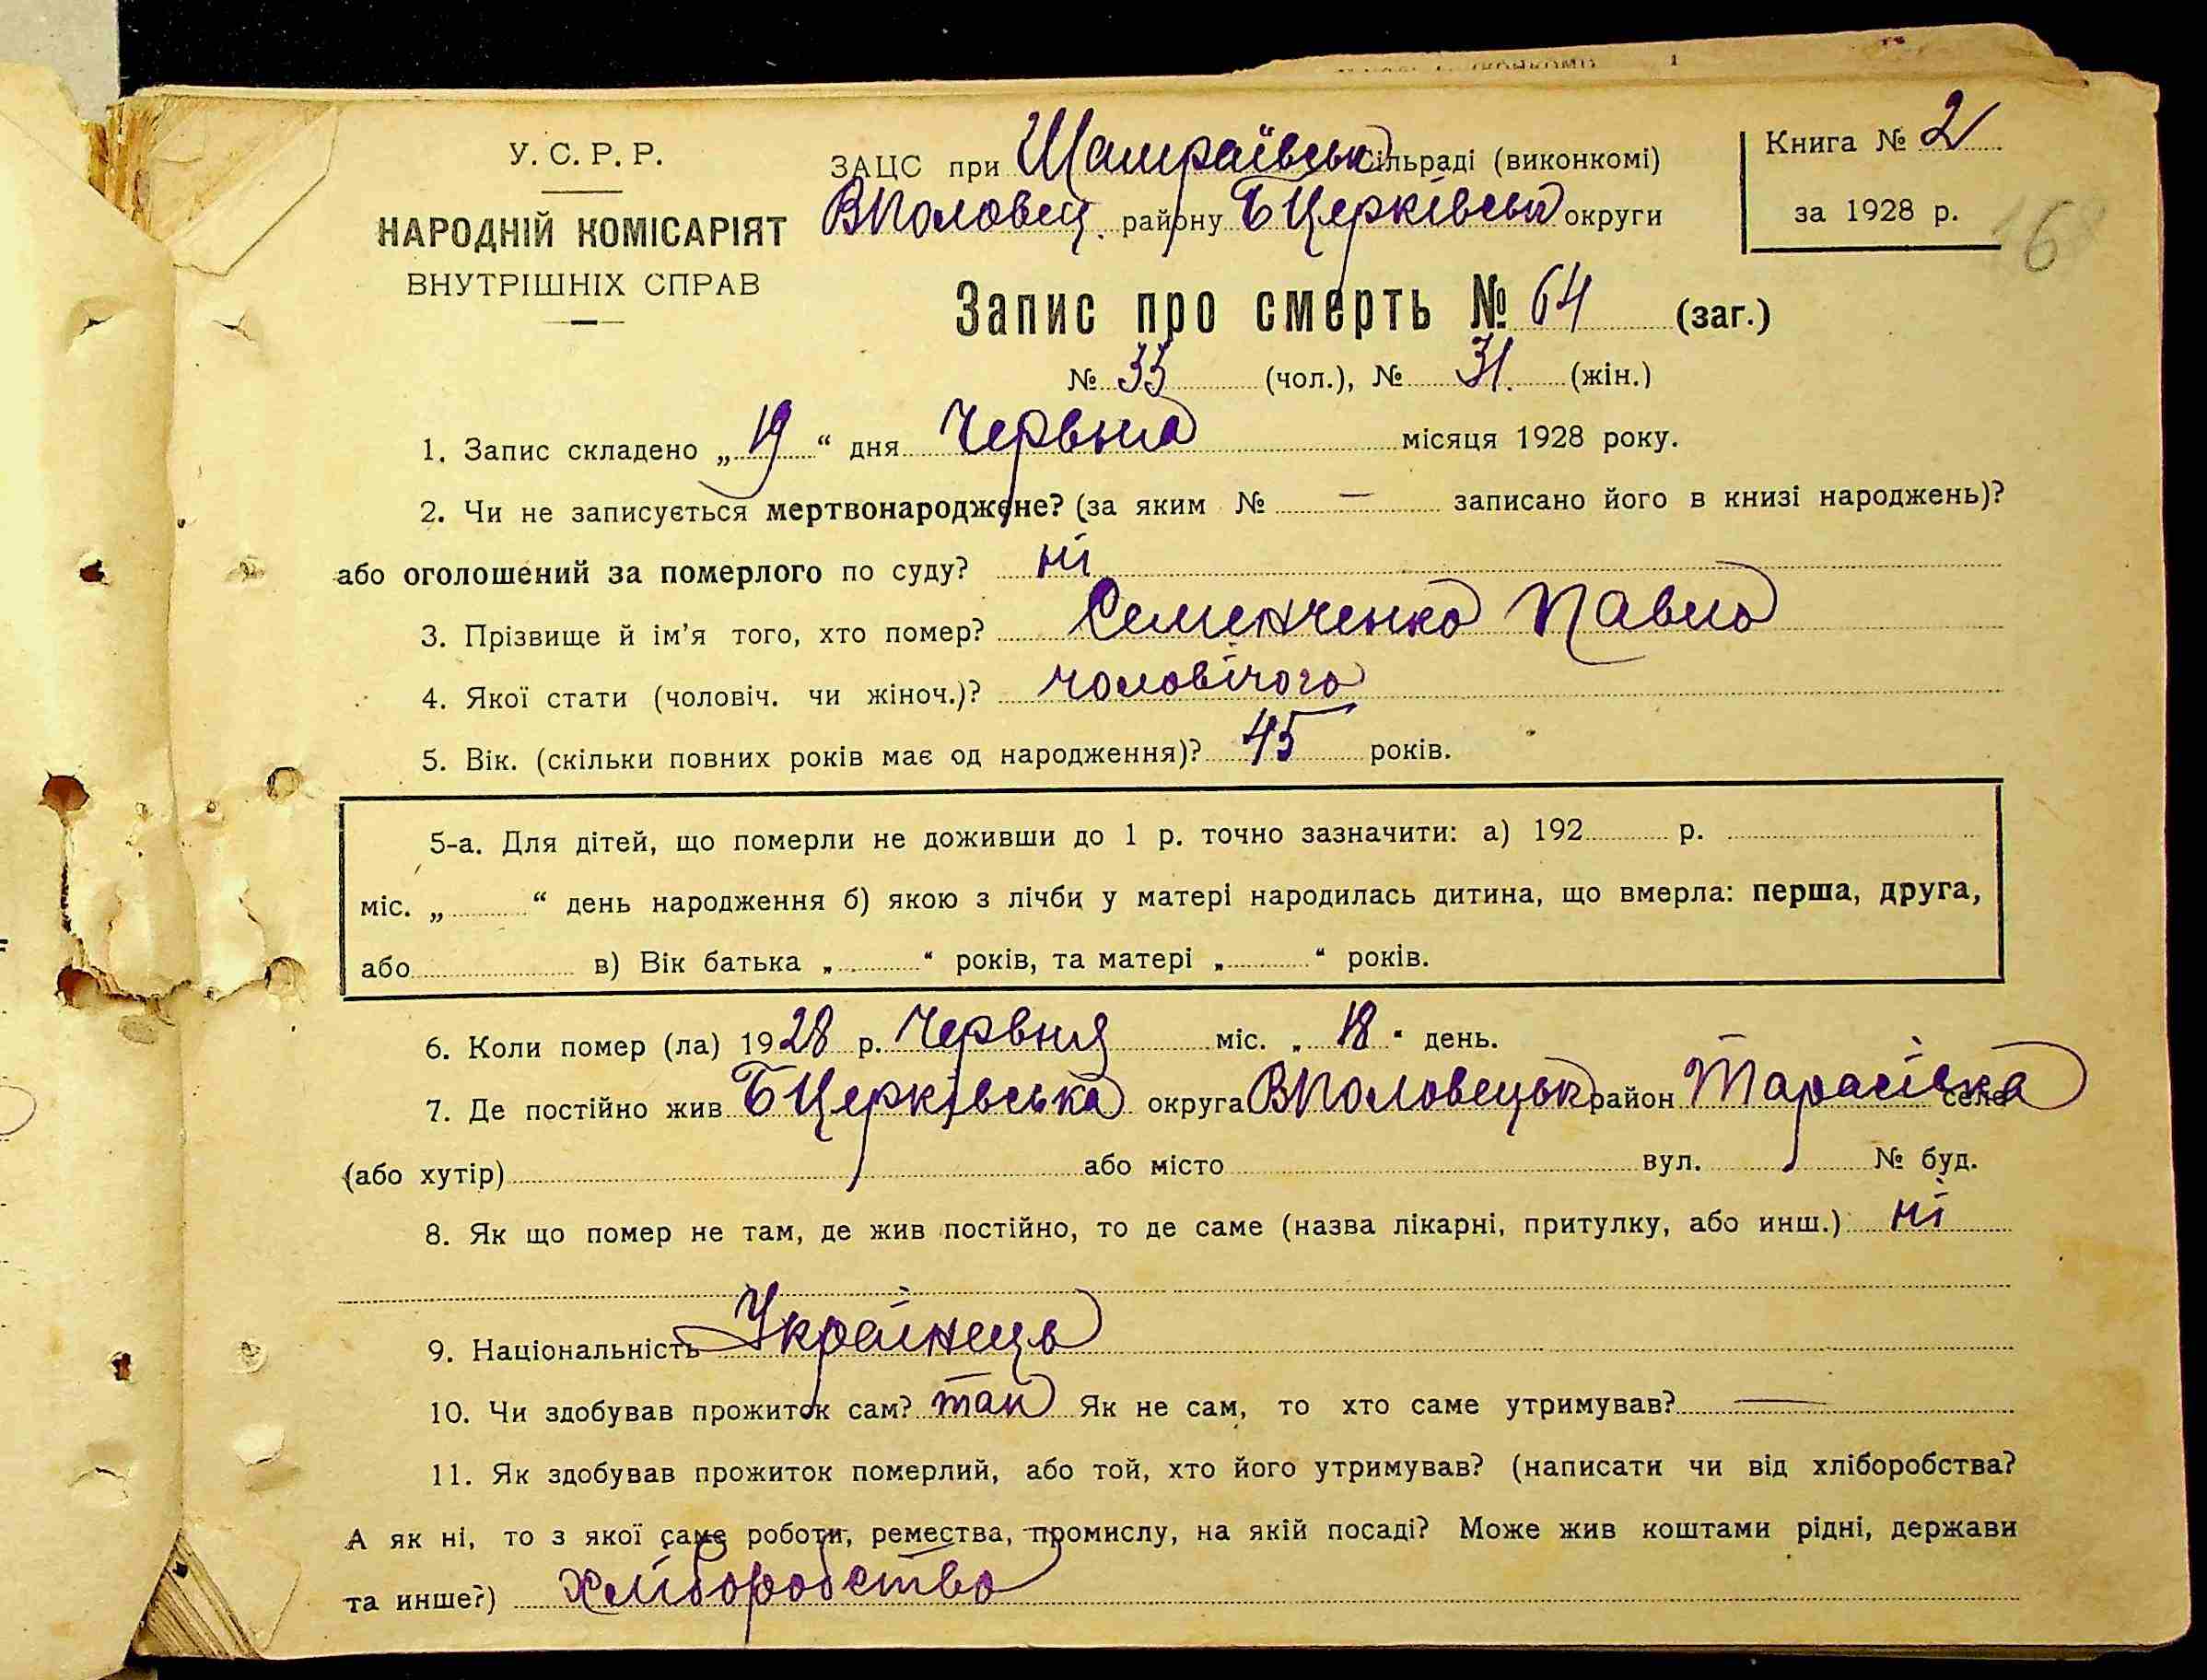 У. С. Р. Р.
НАРОДНІЙ КОМІСАРІЯТ
ВНУТРІШНІХ СПРАВ
ЗАЦС при Шамраївськ сільраді (виконкомі)
ВПоловец. району БЦерківськ округи
Книга № 2
за 1928 р.
Запис про смерть № 64 (заг.)
№ 33 (чол.), № 31. (жін.)
1. Запис складено „ 19 “ дня Червня місяця 1928 року.
2. Чи не записується мертвонароджене? (за яким № — записано його в книзі народжень)?
або оголошений за померлого по суду? ні
3. Прізвище й ім’я того, хто помер? Семенченко Павло
4. Якої стати (чоловіч. чи жіноч.)? чоловічого
5. Вік. (скільки повних років має од народження)? 45 років.
5-а. Для дітей, що померли не доживши до 1 р. точно зазначити: а) 192 р.
міс. „ “ день народження б) якою з лічби у матері народилась дитина, що вмерла: перша, друга,
або в) Вік батька „ “ років, та матері „ “ років.
6. Коли помер (ла) 1928 р. Червня міс. „ 18 “ день.
7. Де постійно жив БЦерківська округа ВПоловецьк район Тарасівка село
(або хутір) або місто вул. № буд.
8. Як що помер не там, де жив постійно, то де саме (назва лікарні, притулку, або инш.) ні
9. Національність Українець
10. Чи здобував прожиток сам? так Як не сам, то хто саме утримував? —
11. Як здобував прожиток померлий, або той, хто його утримував? (написати чи від хліборобства?
А як ні, то з якої саме роботи, ремества, промислу, на якій посаді? Може жив коштами рідні, держави
та инше?) Хліборобство